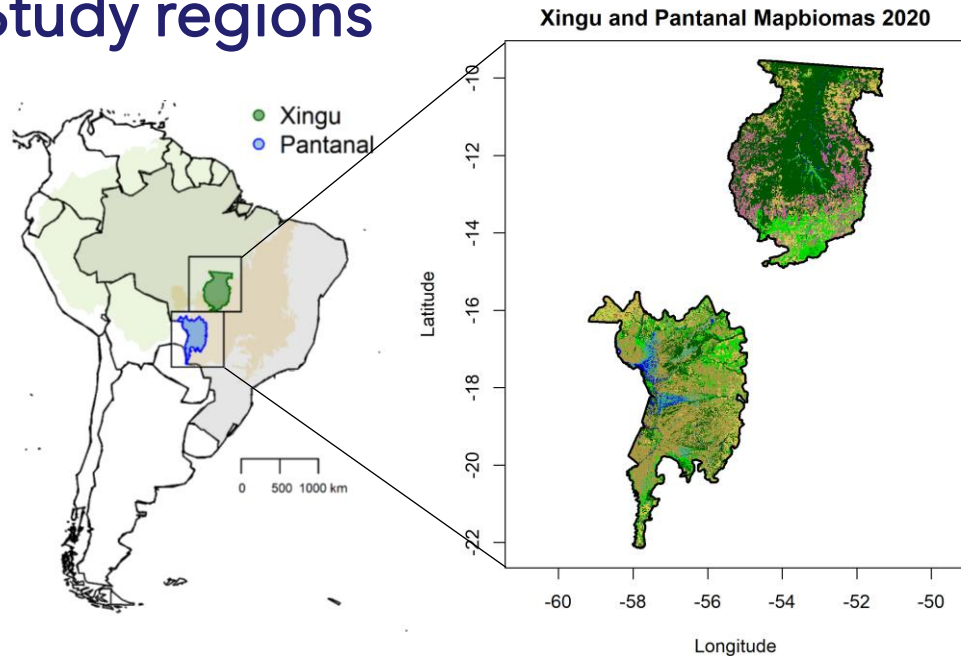 Study regions
Xingu and Pantanal Mapbiomas 2020
Xingu
Pantanal
0 500 1000 km
Latitude
-10
-12
-14
-16
-18
-20
-22
-60 -58 -56 -54 -52 -50
Longitude